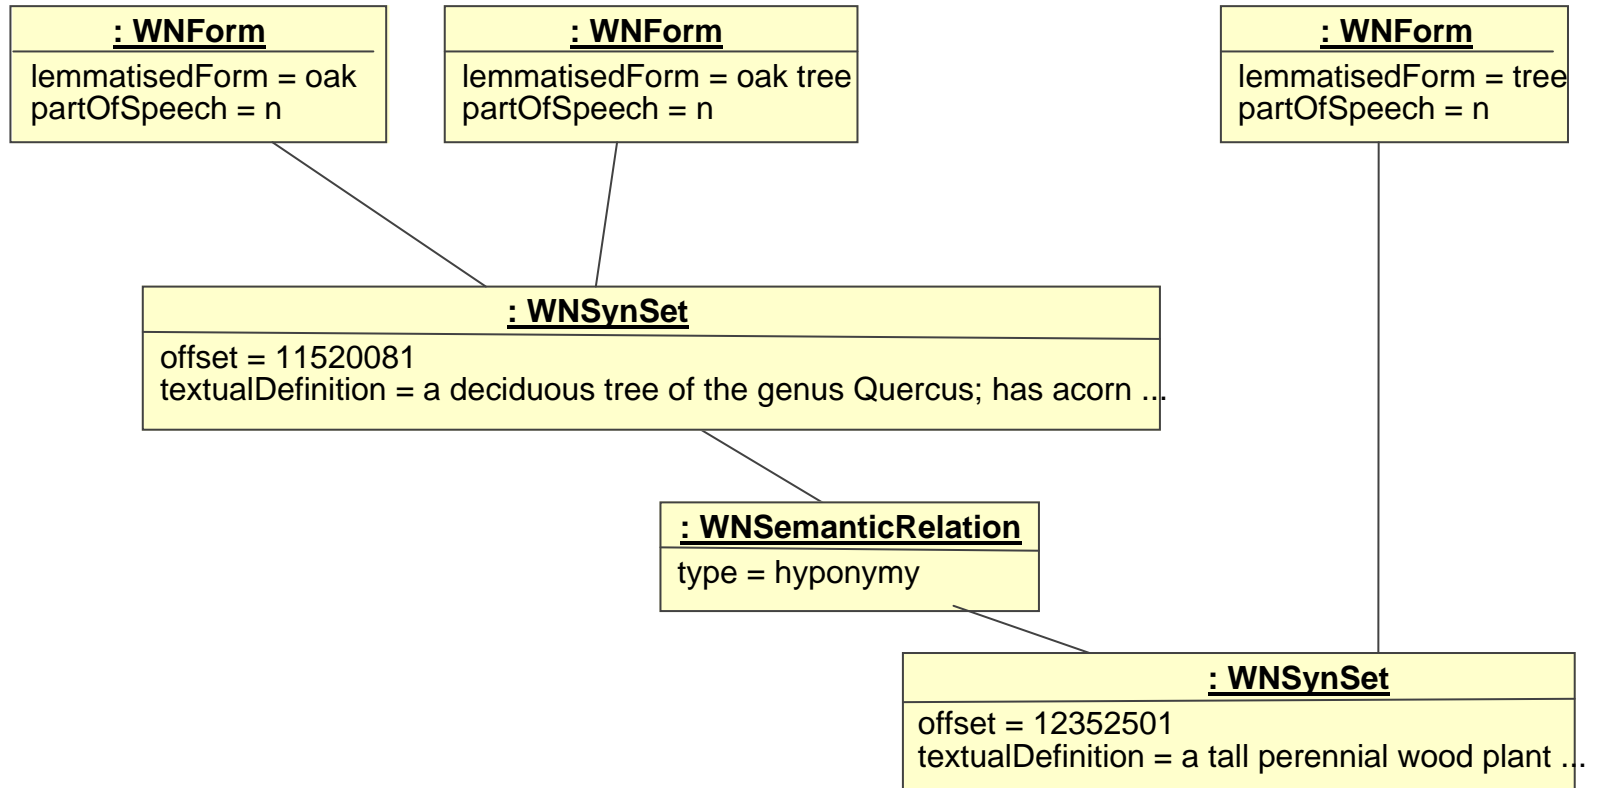 : WNForm
lemmatisedForm = oak
partOfSpeech = n
: WNForm
lemmatisedForm = oak tree
partOfSpeech = n
: WNForm
lemmatisedForm = tree
partOfSpeech = n
: WNSynSet
offset = 11520081
textualDefinition = a deciduous tree of the genus Quercus; has acorn ...
: WNSemanticRelation
type = hyponymy
: WNSynSet
offset = 12352501
textualDefinition = a tall perennial wood plant ...